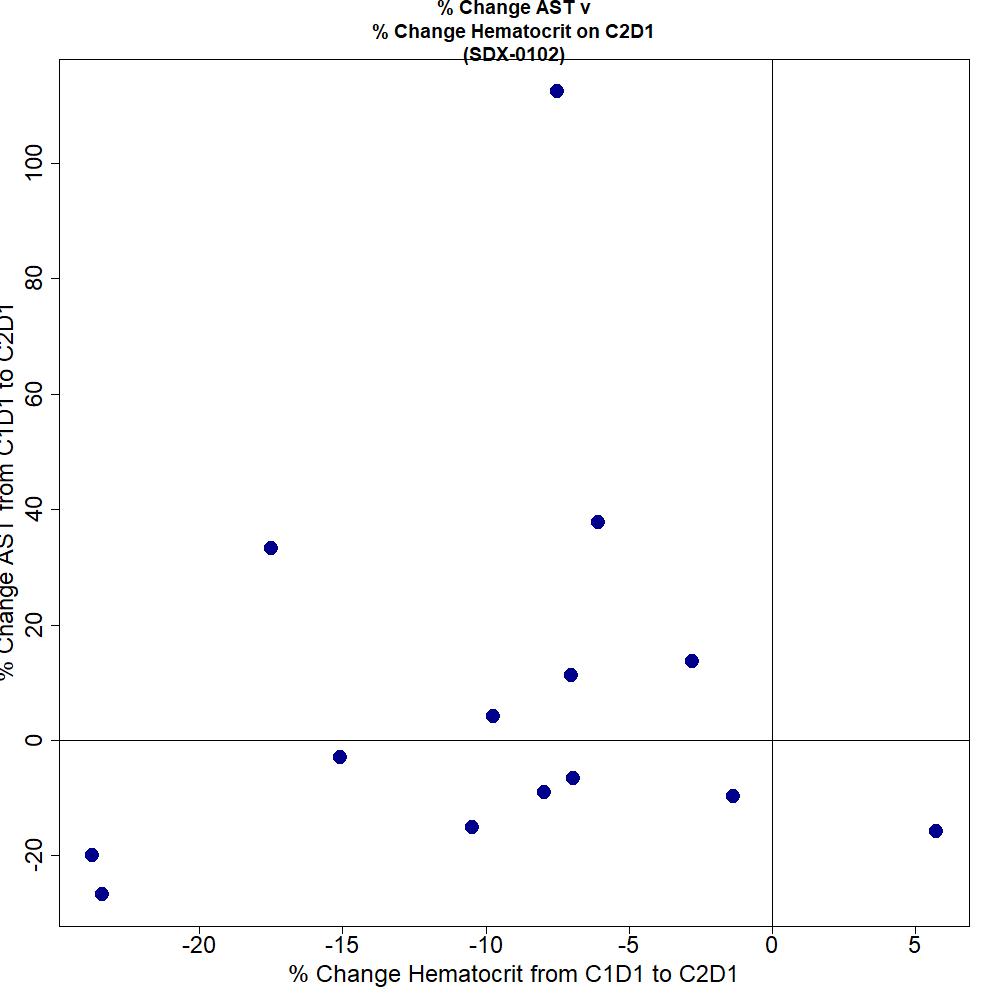 % Change AST v
% Change Hematocrit on C2D1
(SDX-0102)
% Change AST from C1D1 to C2D1
100
80
60
40
20
0
-20
-20 -15 -10 -5 0 5
% Change Hematocrit from C1D1 to C2D1